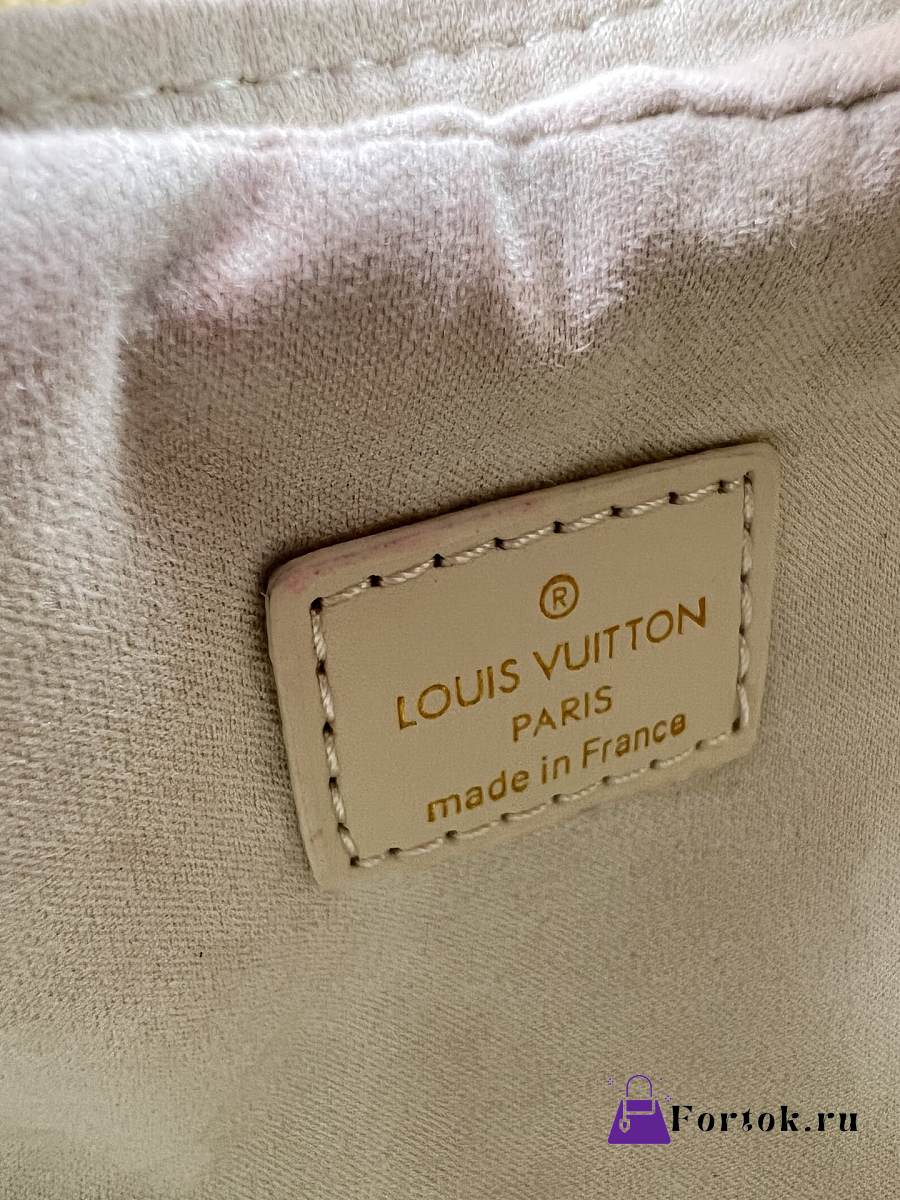 ®
LOUIS VUITTON
PARIS
made in France
Fortok.ru